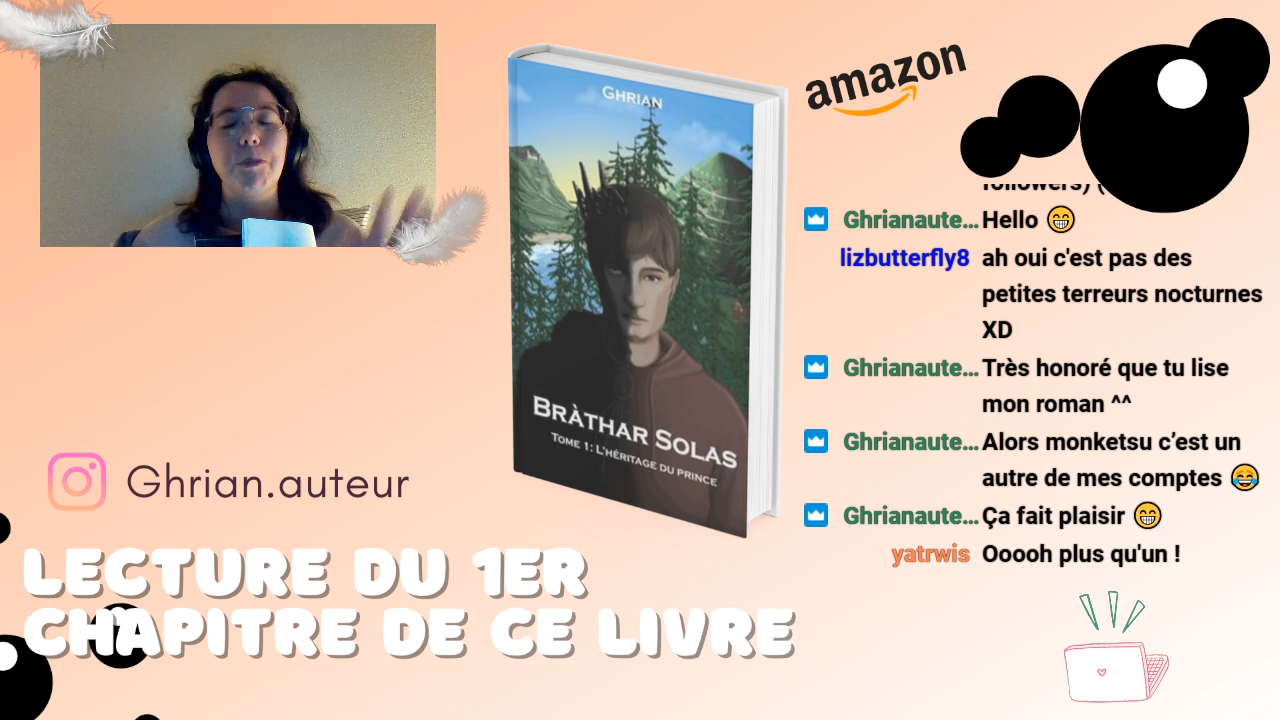 GHRIAN
BRÀTHAR SOLAS
TOME 1: L'HÉRITAGE DU PRINCE
amazon
followers) (
Ghrianaute... Hello
lizbutterfly8 ah oui c'est pas des
petites terreurs nocturnes
XD
Ghrianaute... Très honoré que tu lise
mon roman ^^
Ghrianaute... Alors monketsu c’est un
autre de mes comptes
Ghrianaute... Ça fait plaisir
yatrwis Ooooh plus qu'un !
Ghrian.auteur
LECTURE DU 1ER
CHAPITRE DE CE LIVRE